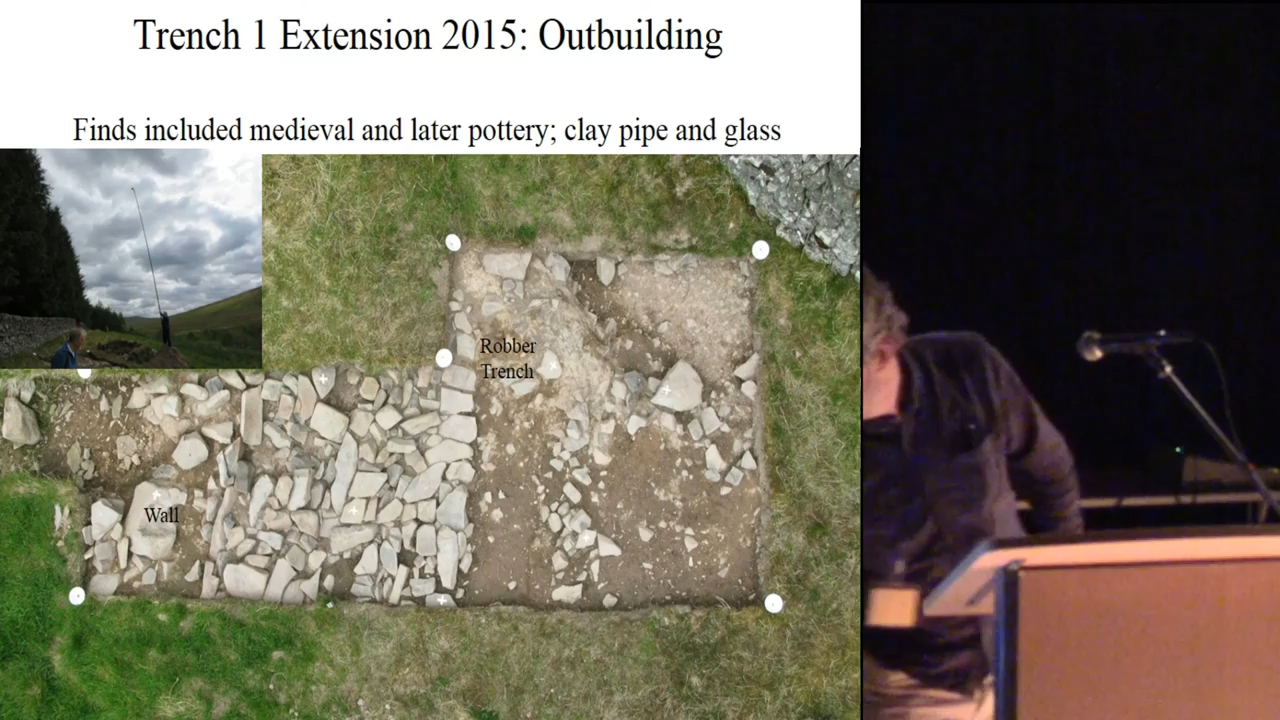 Trench 1 Extension 2015: Outbuilding
Finds included medieval and later pottery; clay pipe and glass
Robber
Trench
Wall